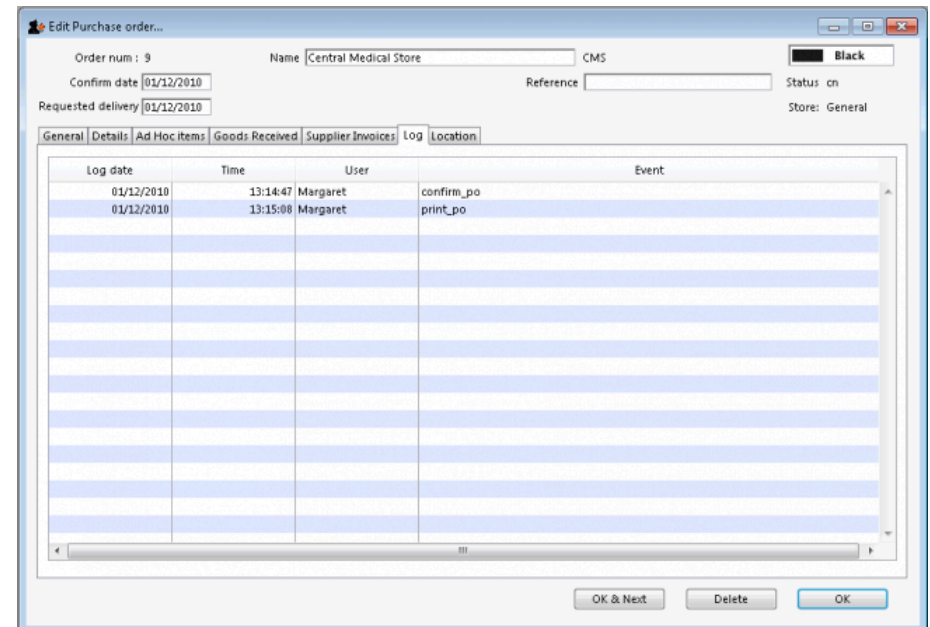 Edit Purchase order...
Order num : 9 Name Central Medical Store CMS Black
Confirm date 01/12/2010 Reference Status cn
Requested delivery 01/12/2010 Store: General
General Details Ad Hoc items Goods Received Supplier Invoices Log Location
Log date Time User Event
01/12/2010 13:14:47 Margaret confirm_po
01/12/2010 13:15:08 Margaret print_po
OK & Next Delete OK